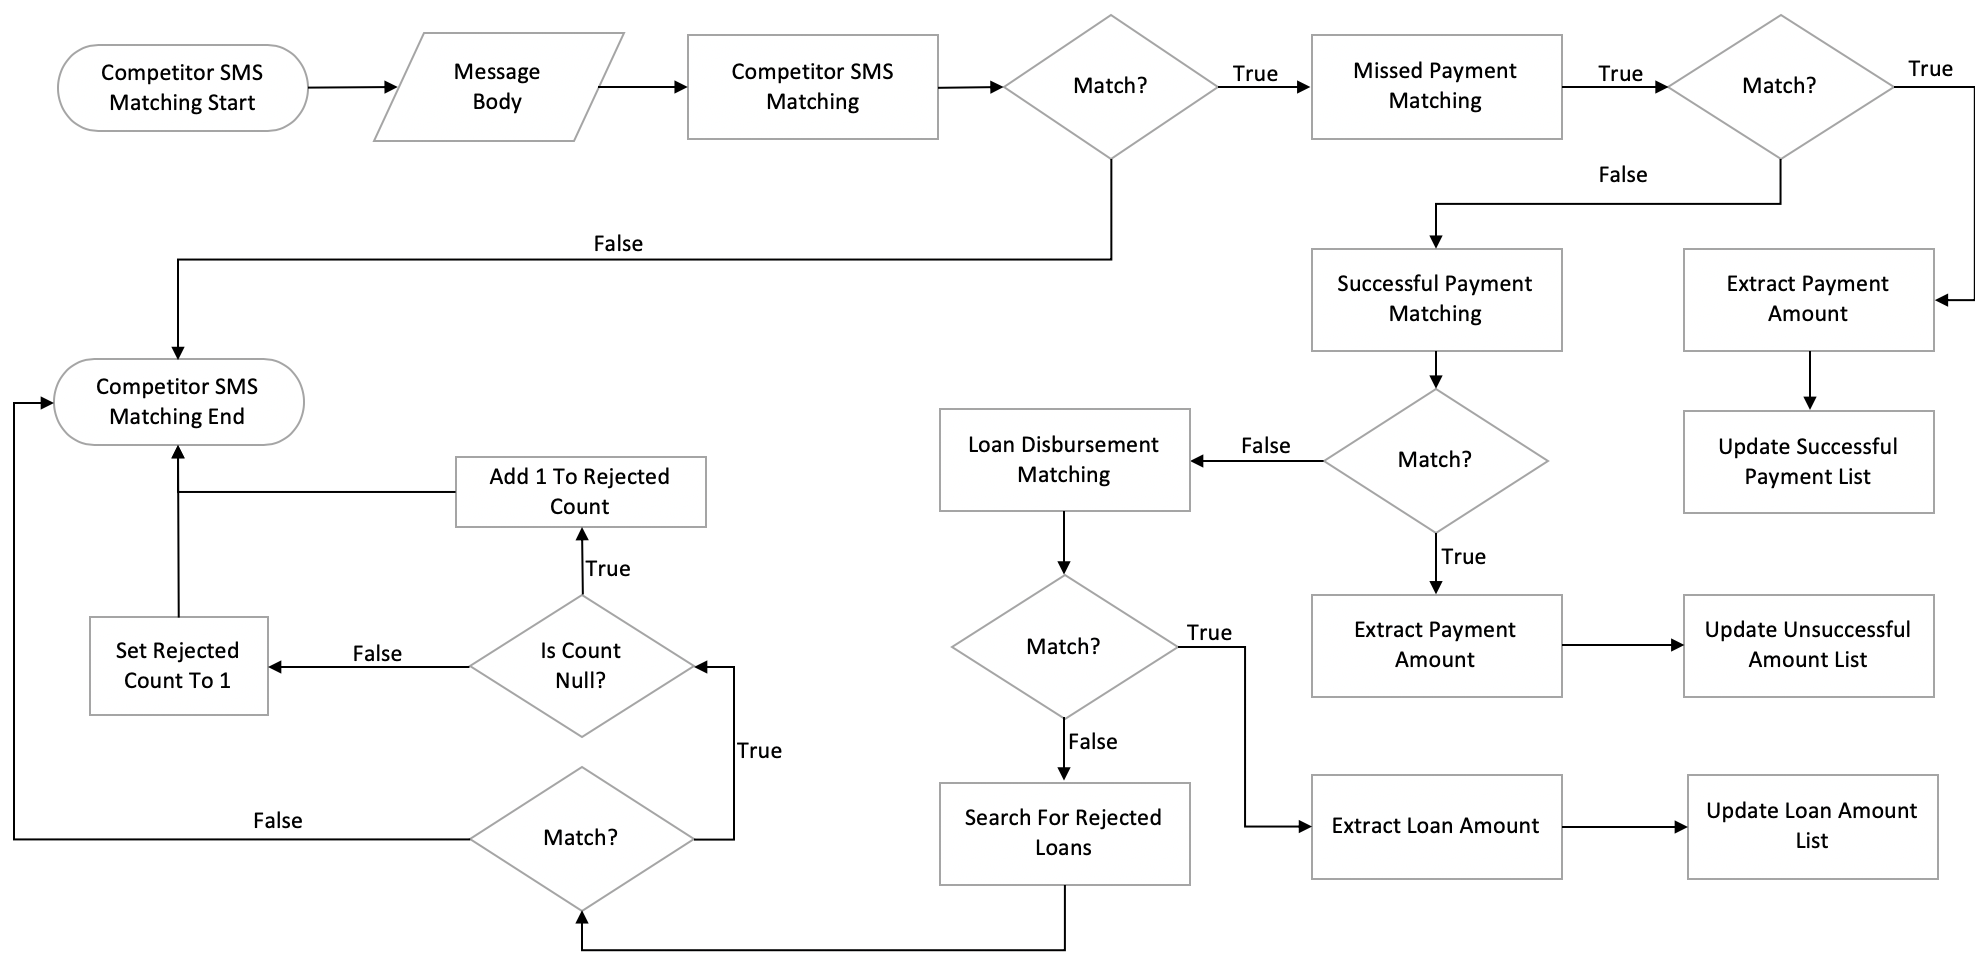 Competitor SMS
Matching Start
Message
Body
Competitor SMS
Matching
Match?
True
Missed Payment
Matching
True
Match?
True
False
False
Successful Payment
Matching
Extract Payment
Amount
Competitor SMS
Matching End
Loan Disbursement
Matching
False
Match?
Update Successful
Payment List
Add 1 To Rejected
Count
True
True
Set Rejected
Count To 1
False
Is Count
Null?
Match?
True
Extract Payment
Amount
Update Unsuccessful
Amount List
True
False
False
Match?
Search For Rejected
Loans
Extract Loan Amount
Update Loan Amount
List